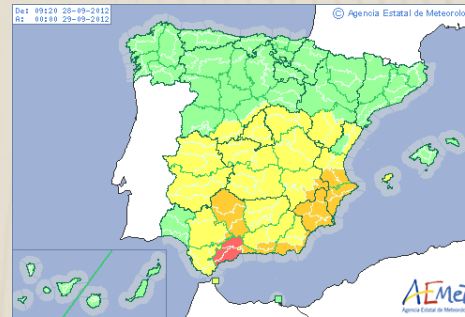 De: 09:20 28-09-2012
A: 00:00 29-09-2012
© Agencia Estatal de Meteorolo
AEMet
Agencia Estatal de Meteorolo